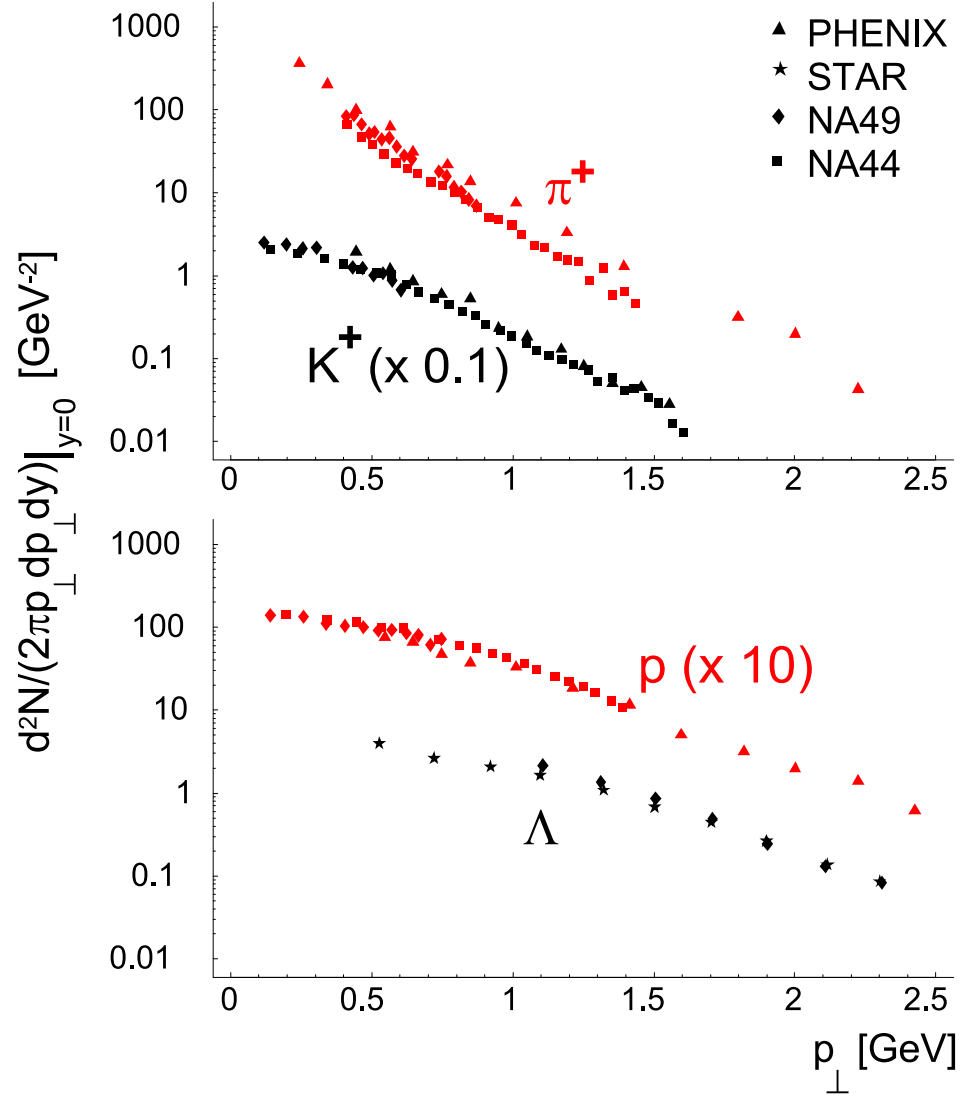 PHENIX
STAR
NA49
NA44
1000
100
10
1
0.1
0.01
π⁺
K⁺ (x 0.1)
0 0.5 1 1.5 2 2.5
d²N/(2πp⊥ dp⊥ dy)|y=0 [GeV⁻²]
1000
100
10
1
0.1
0.01
p (x 10)
Λ
0 0.5 1 1.5 2 2.5
p⊥ [GeV]